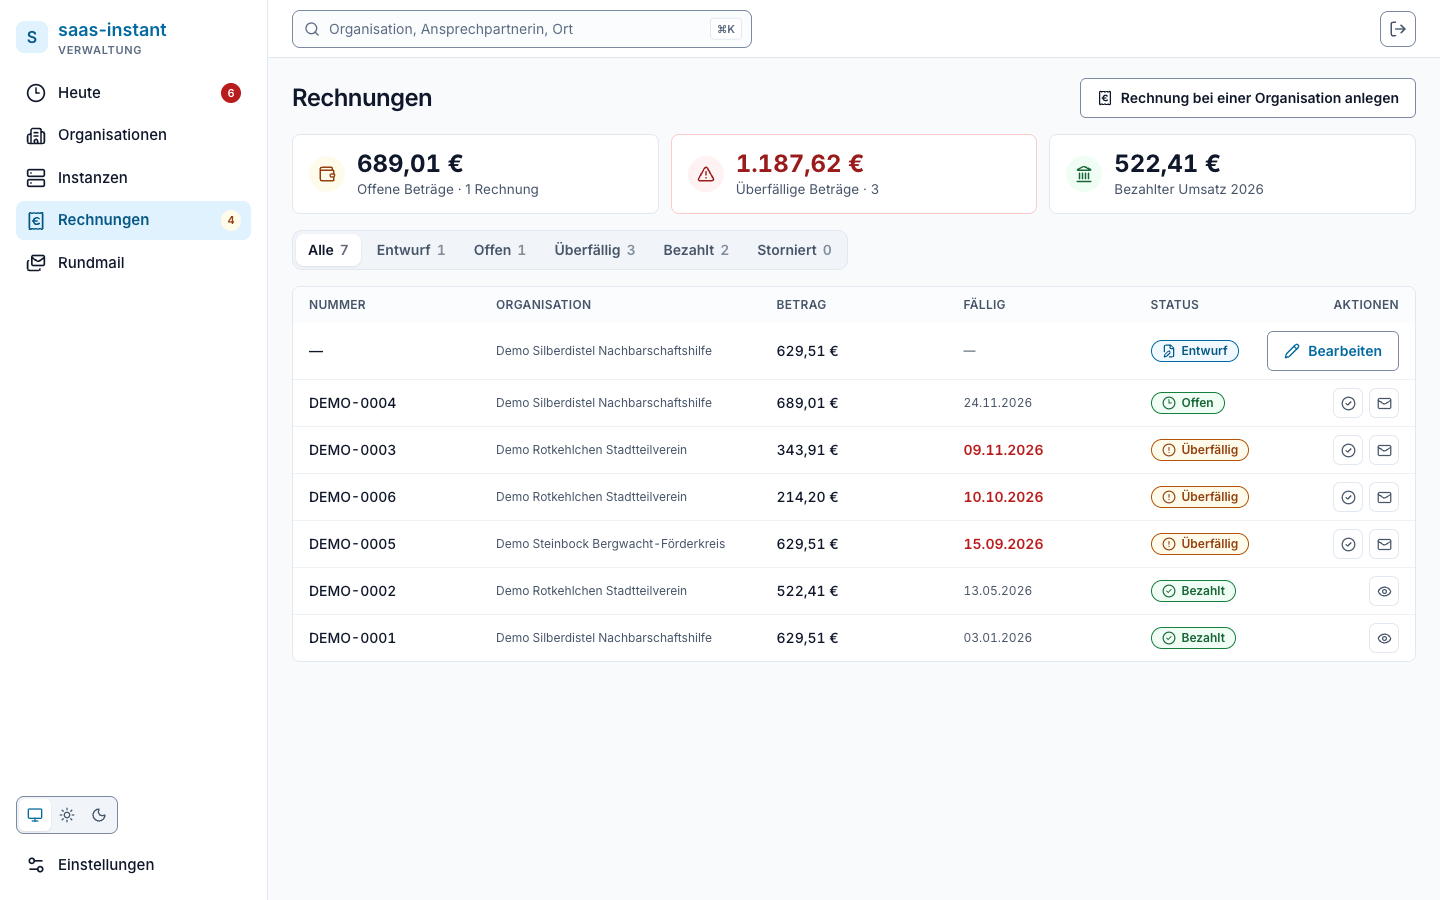 S saas-instant
VERWALTUNG
Heute 6
Organisationen
Instanzen
Rechnungen 4
Rundmail
Einstellungen
Organisation, Ansprechpartnerin, Ort ⌘K
Rechnungen
Rechnung bei einer Organisation anlegen
689,01 €
Offene Beträge · 1 Rechnung
1.187,62 €
Überfällige Beträge · 3
522,41 €
Bezahlter Umsatz 2026
Alle 7 Entwurf 1 Offen 1 Überfällig 3 Bezahlt 2 Storniert 0
NUMMER ORGANISATION BETRAG FÄLLIG STATUS AKTIONEN
— Demo Silberdistel Nachbarschaftshilfe 629,51 € — Entwurf Bearbeiten
DEMO-0004 Demo Silberdistel Nachbarschaftshilfe 689,01 € 24.11.2026 Offen
DEMO-0003 Demo Rotkehlchen Stadtteilverein 343,91 € 09.11.2026 Überfällig
DEMO-0006 Demo Rotkehlchen Stadtteilverein 214,20 € 10.10.2026 Überfällig
DEMO-0005 Demo Steinbock Bergwacht-Förderkreis 629,51 € 15.09.2026 Überfällig
DEMO-0002 Demo Rotkehlchen Stadtteilverein 522,41 € 13.05.2026 Bezahlt
DEMO-0001 Demo Silberdistel Nachbarschaftshilfe 629,51 € 03.01.2026 Bezahlt